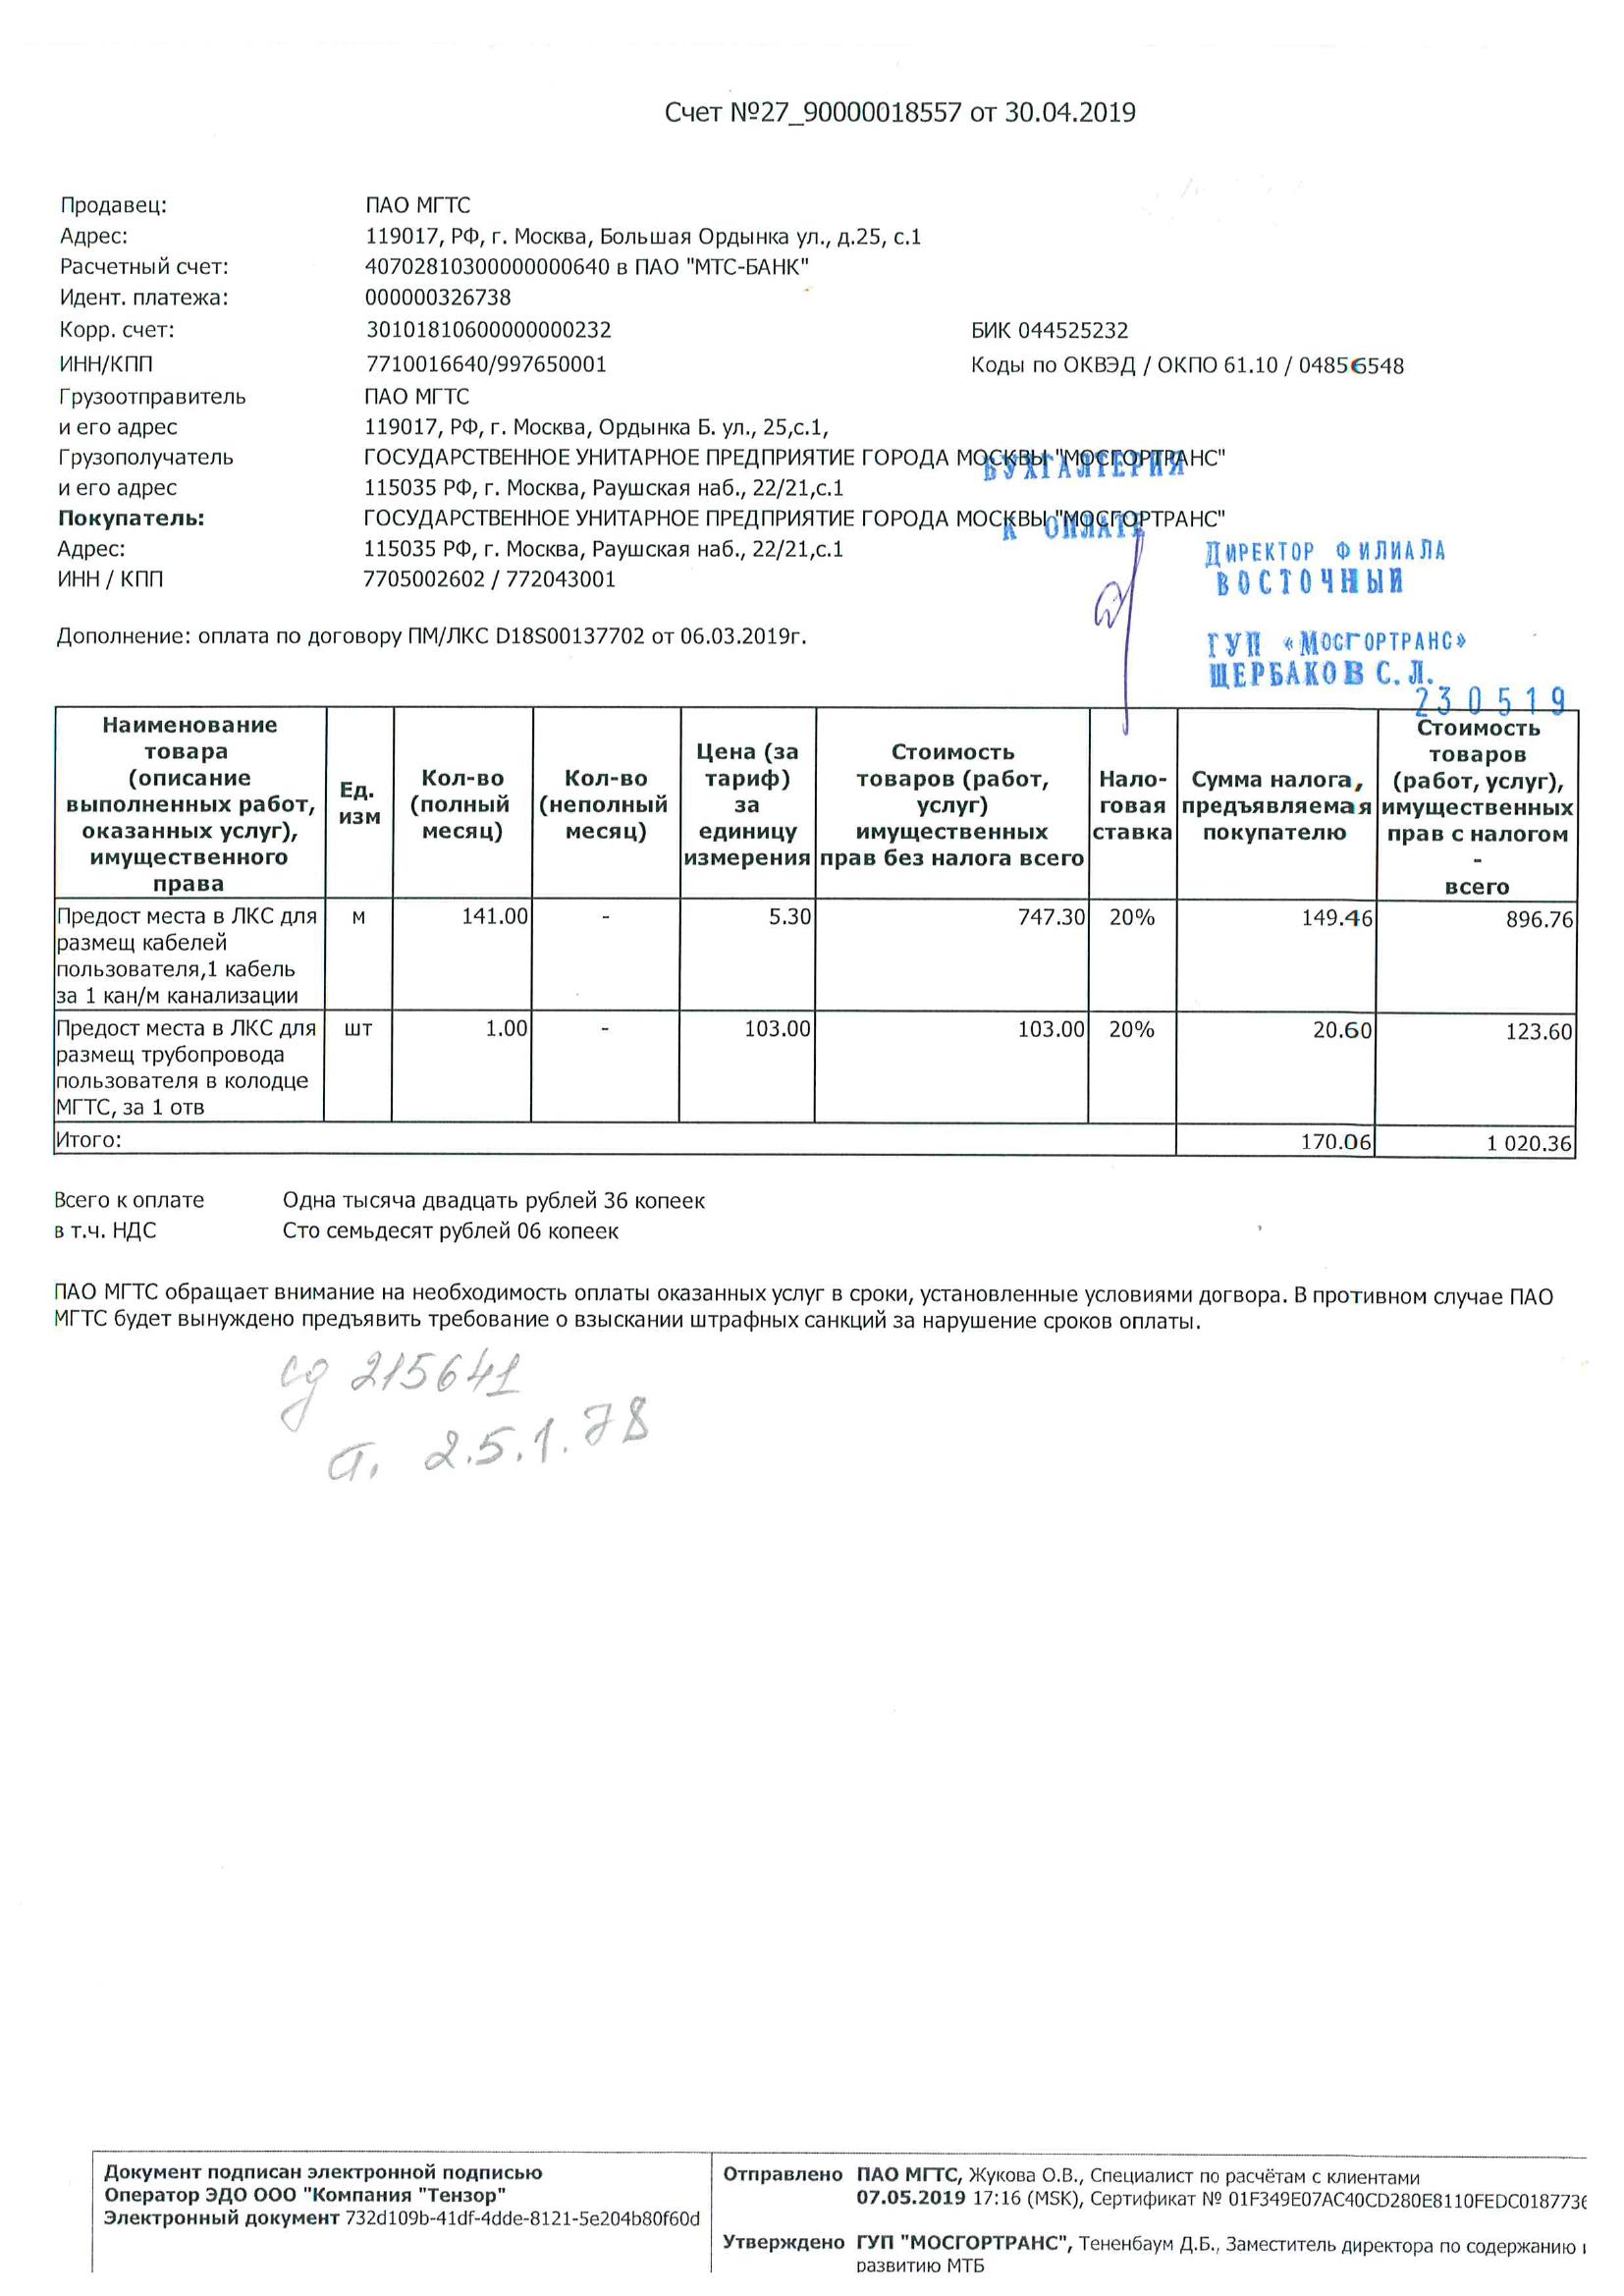 Счет №27_90000018557 от 30.04.2019
Продавец: ПАО МГТС
Адрес: 119017, РФ, г. Москва, Большая Ордынка ул., д.25, с.1
Расчетный счет: 40702810300000000640 в ПАО "МТС-БАНК"
Идент. платежа: 000000326738
Корр. счет: 30101810600000000232 БИК 044525232
ИНН/КПП 7710016640/997650001 Коды по ОКВЭД / ОКПО 61.10 / 04856548
Грузоотправитель ПАО МГТС
и его адрес 119017, РФ, г. Москва, Ордынка Б. ул., 25,с.1,
Грузополучатель ГОСУДАРСТВЕННОЕ УНИТАРНОЕ ПРЕДПРИЯТИЕ ГОРОДА МОСКВЫ "МОСГОРТРАНС"
БУХГАЛТЕРИЯ
и его адрес 115035 РФ, г. Москва, Раушская наб., 22/21,с.1
Покупатель: ГОСУДАРСТВЕННОЕ УНИТАРНОЕ ПРЕДПРИЯТИЕ ГОРОДА МОСКВЫ "МОСГОРТРАНС"
К ОПЛАТЕ
Адрес: 115035 РФ, г. Москва, Раушская наб., 22/21,с.1
ИНН / КПП 7705002602 / 772043001
ДИРЕКТОР ФИЛИАЛА
ВОСТОЧНЫЙ
ГУП «МОСГОРТРАНС»
ЩЕРБАКОВ С. Л.
230519
Дополнение: оплата по договору ПМ/ЛКС D18S00137702 от 06.03.2019г.
Наименование
товара
(описание
выполненных работ,
оказанных услуг),
имущественного
права
Ед.
изм
Кол-во
(полный
месяц)
Кол-во
(неполный
месяц)
Цена (за
тариф)
за
единицу
измерения
Стоимость
товаров (работ,
услуг)
имущественных
прав без налога всего
Нало-
говая
ставка
Сумма налога,
предъявляемая
покупателю
Стоимость
товаров
(работ, услуг),
имущественных
прав с налогом
-
всего
Предост места в ЛКС для м 141.00 - 5.30 747.30 20% 149.46 896.76
размещ кабелей
пользователя,1 кабель
за 1 кан/м канализации
Предост места в ЛКС для шт 1.00 - 103.00 103.00 20% 20.60 123.60
размещ трубопровода
пользователя в колодце
МГТС, за 1 отв
Итого: 170.06 1 020.36
Всего к оплате Одна тысяча двадцать рублей 36 копеек
в т.ч. НДС Сто семьдесят рублей 06 копеек
ПАО МГТС обращает внимание на необходимость оплаты оказанных услуг в сроки, установленные условиями догвора. В противном случае ПАО
МГТС будет вынуждено предъявить требование о взыскании штрафных санкций за нарушение сроков оплаты.
сд 215641
п. 2.5.1.78
Документ подписан электронной подписью
Оператор ЭДО ООО "Компания "Тензор"
Электронный документ 732d109b-41df-4dde-8121-5e204b80f60d
Отправлено ПАО МГТС, Жукова О.В., Специалист по расчётам с клиентами
07.05.2019 17:16 (MSK), Сертификат № 01F349E07AC40CD280E8110FEDC0187736
Утверждено ГУП "МОСГОРТРАНС", Тененбаум Д.Б., Заместитель директора по содержанию
развитию МТБ